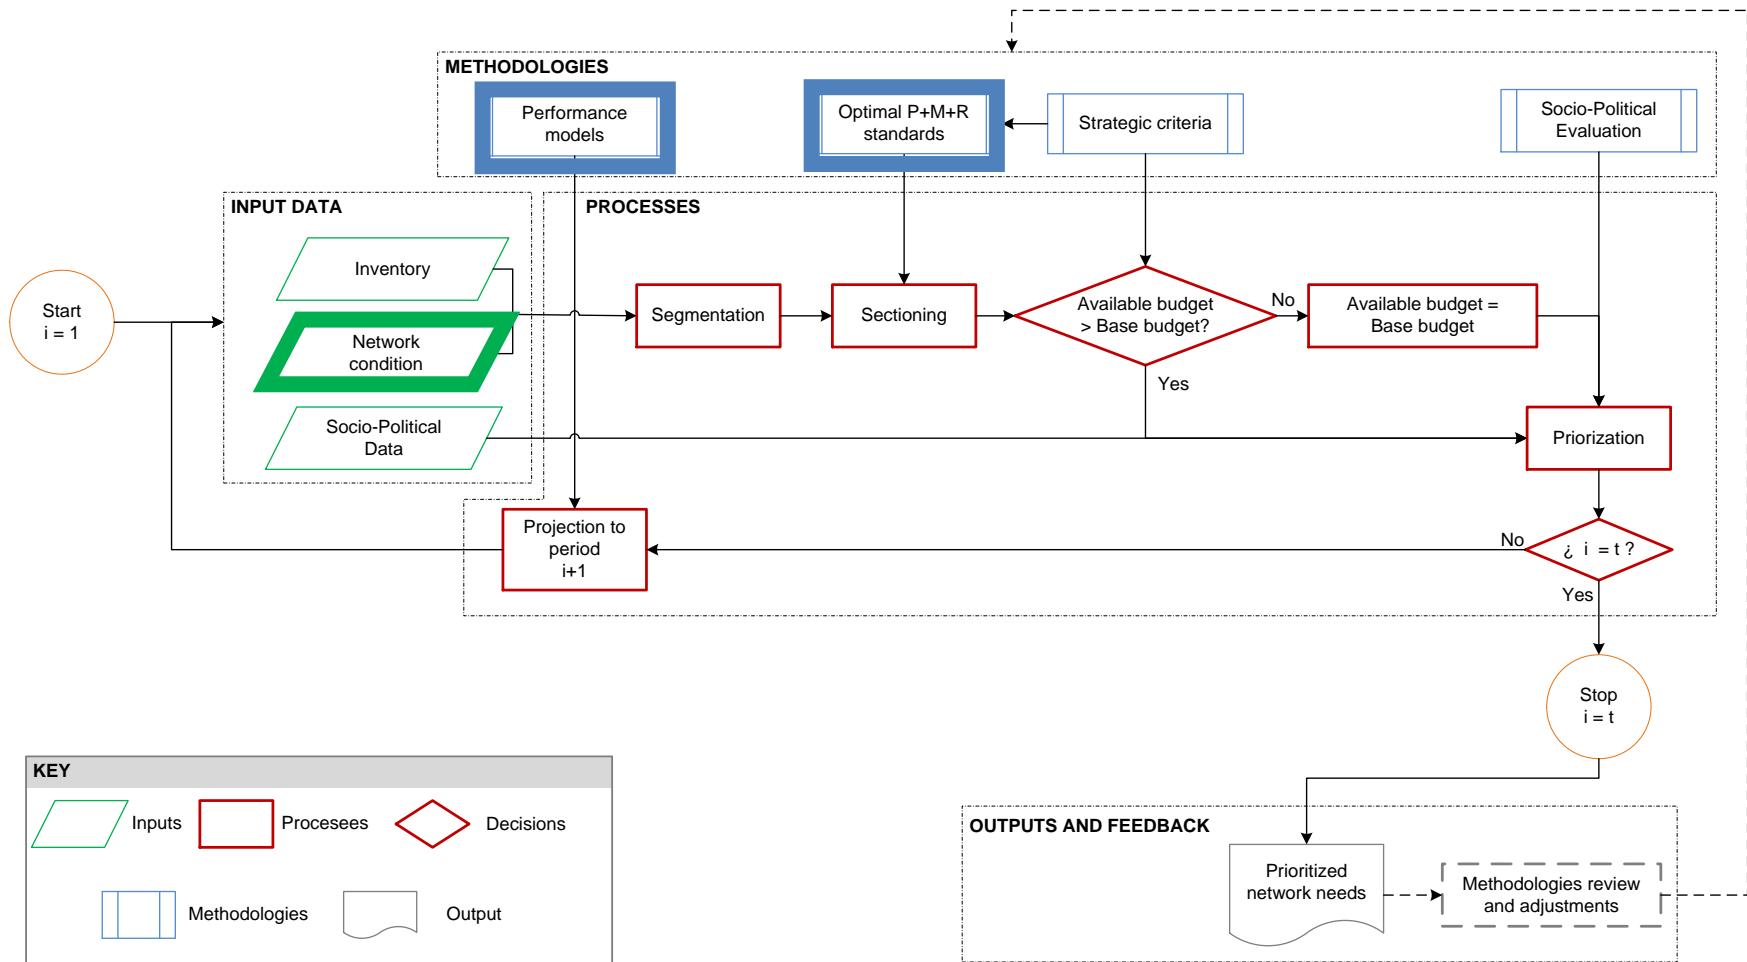 METHODOLOGIES
Performance
models
Optimal P+M+R
standards
Strategic criteria
Socio-Political
Evaluation
INPUT DATA
PROCESSES
Start
i = 1
Inventory
Network
condition
Socio-Political
Data
Segmentation
Sectioning
Available budget
> Base budget?
No
Available budget =
Base budget
Yes
Priorization
Projection to
period
i+1
No
¿ i = t ?
Yes
Stop
i = t
KEY
Inputs
Procesees
Decisions
Methodologies
Output
OUTPUTS AND FEEDBACK
Prioritized
network needs
Methodologies review
and adjustments